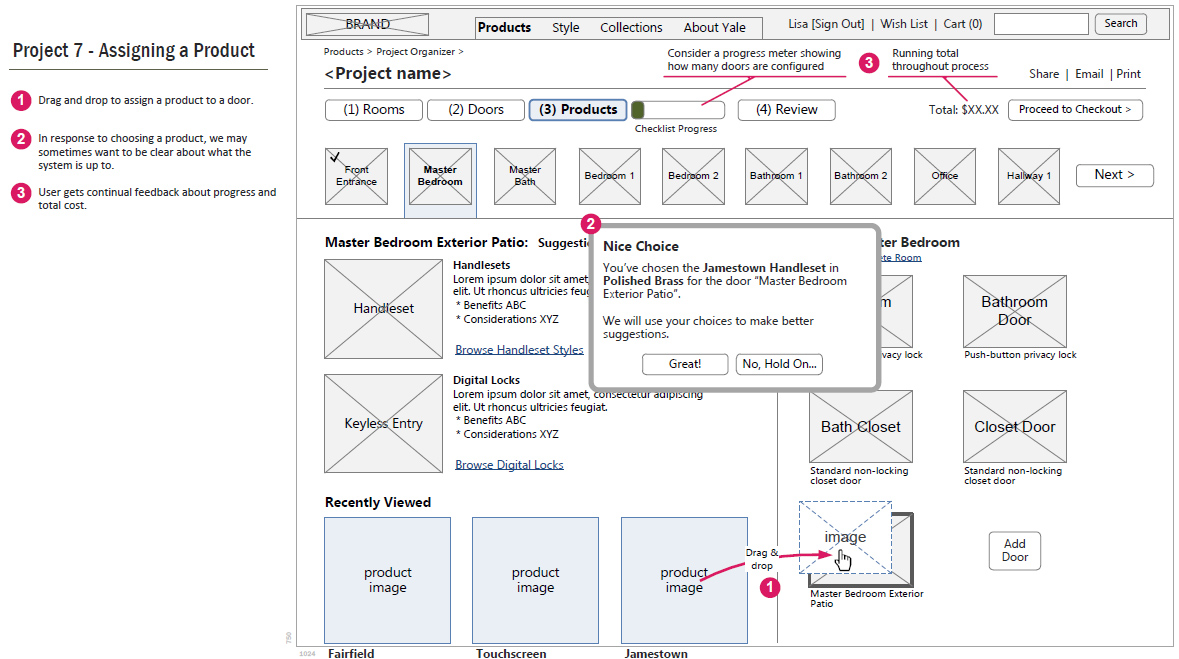 Project 7 - Assigning a Product
1 Drag and drop to assign a product to a door.
2 In response to choosing a product, we may
sometimes want to be clear about what the
system is up to.
3 User gets continual feedback about progress and
total cost.
BRAND
Products Style Collections About Yale
Lisa [Sign Out] | Wish List | Cart (0)
Search
Products > Project Organizer >
<Project name>
Consider a progress meter showing
how many doors are configured
3
Running total
throughout process
Share | Email | Print
(1) Rooms
(2) Doors
(3) Products
Checklist Progress
(4) Review
Total: $XX.XX
Proceed to Checkout >
Front
Entrance
Master
Bedroom
Master
Bath
Bedroom 1
Bedroom 2
Bathroom 1
Bathroom 2
Office
Hallway 1
Next >
Master Bedroom Exterior Patio: Suggesti
Handleset
Handlesets
Lorem ipsum dolor sit amet,
elit. Ut rhoncus ultricies feug
* Benefits ABC
* Considerations XYZ
Browse Handleset Styles
Keyless Entry
Digital Locks
Lorem ipsum dolor sit amet, consectetur adipiscing
elit. Ut rhoncus ultricies feugiat.
* Benefits ABC
* Considerations XYZ
Browse Digital Locks
2
Nice Choice
You've chosen the Jamestown Handleset in
Polished Brass for the door "Master Bedroom
Exterior Patio".
We will use your choices to make better
suggestions.
Great!
No, Hold On...
ter Bedroom
ete Room
m
vacy lock
Bathroom
Door
Push-button privacy lock
Bath Closet
Standard non-locking
closet door
Closet Door
Standard non-locking
closet door
Recently Viewed
product
image
Fairfield
product
image
Touchscreen
product
image
Jamestown
Drag &
drop
1
image
Master Bedroom Exterior
Patio
Add
Door
750
1024